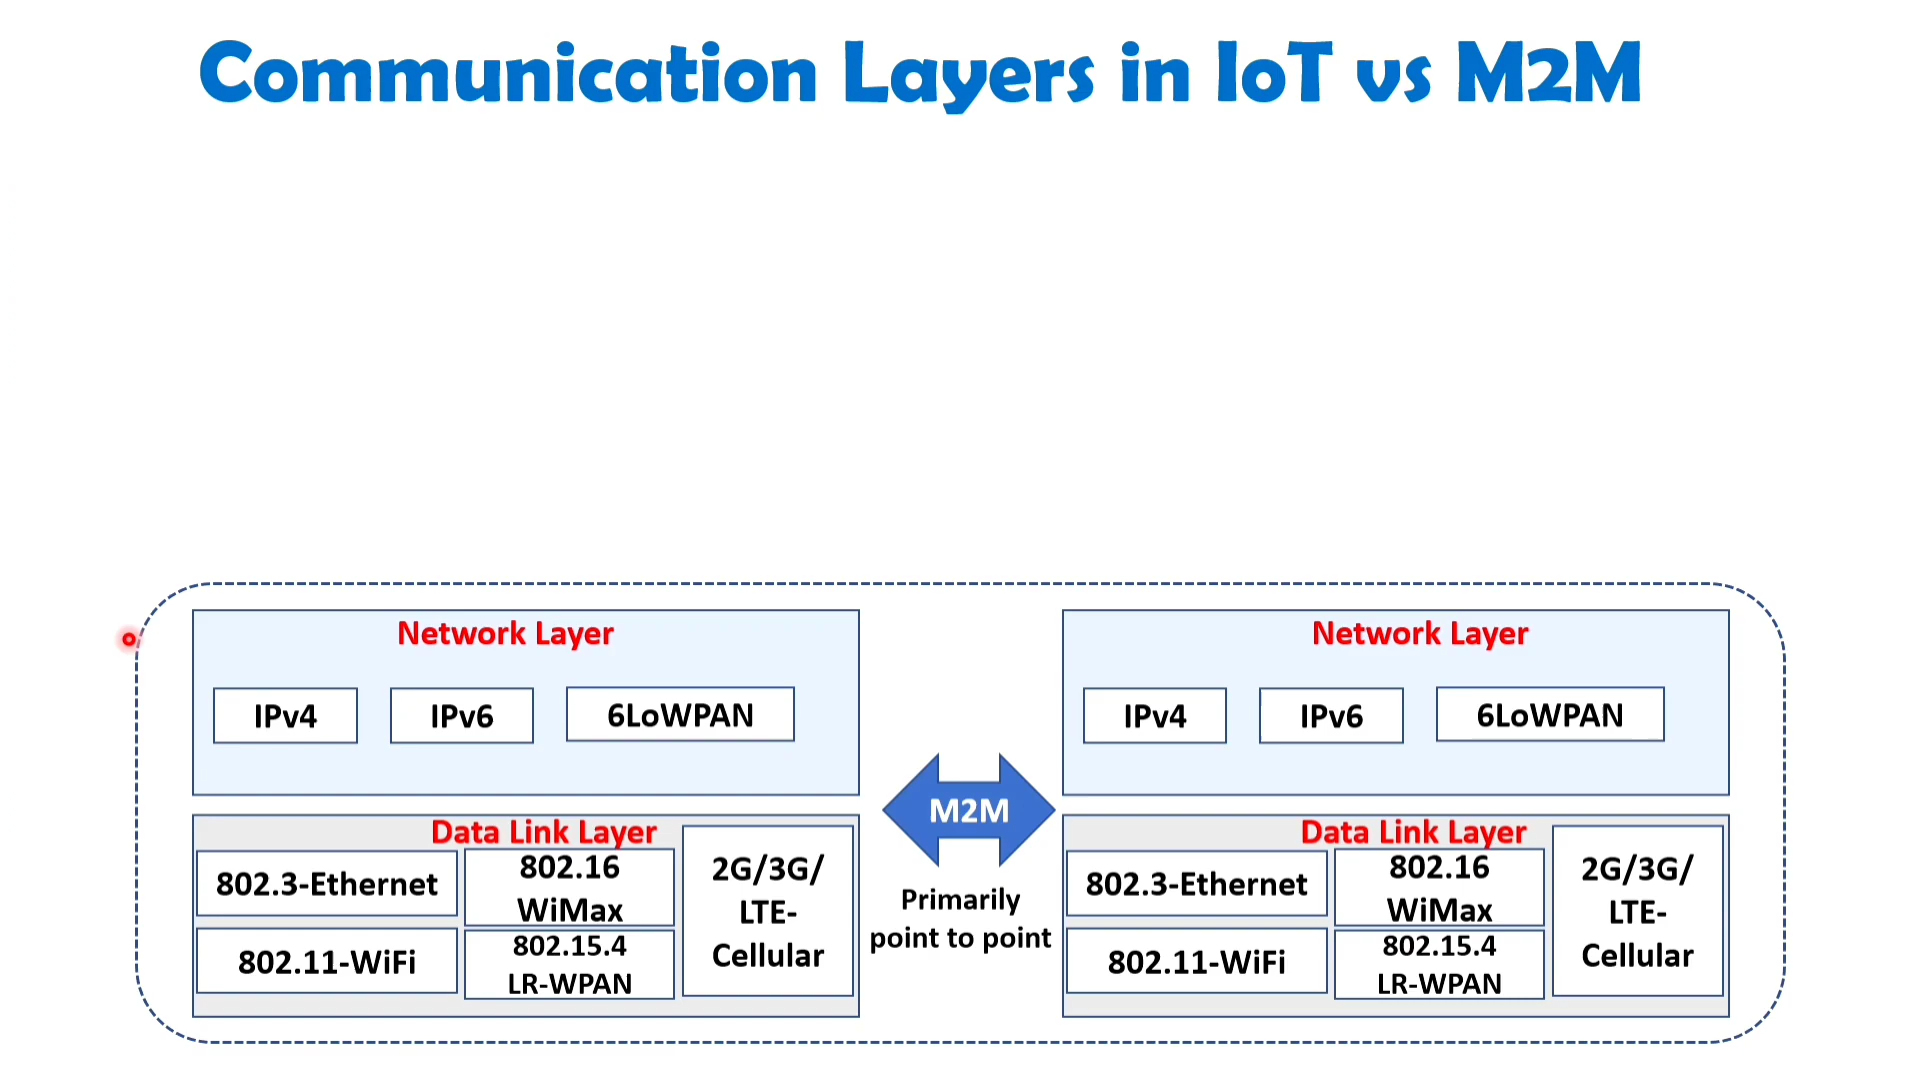 Communication Layers in IoT vs M2M
Network Layer
IPv4
IPv6
6LoWPAN
Data Link Layer
802.3-Ethernet
802.16
WiMax
802.11-WiFi
802.15.4
LR-WPAN
2G/3G/
LTE-
Cellular
M2M
Primarily
point to point
Network Layer
IPv4
IPv6
6LoWPAN
Data Link Layer
802.3-Ethernet
802.16
WiMax
802.11-WiFi
802.15.4
LR-WPAN
2G/3G/
LTE-
Cellular